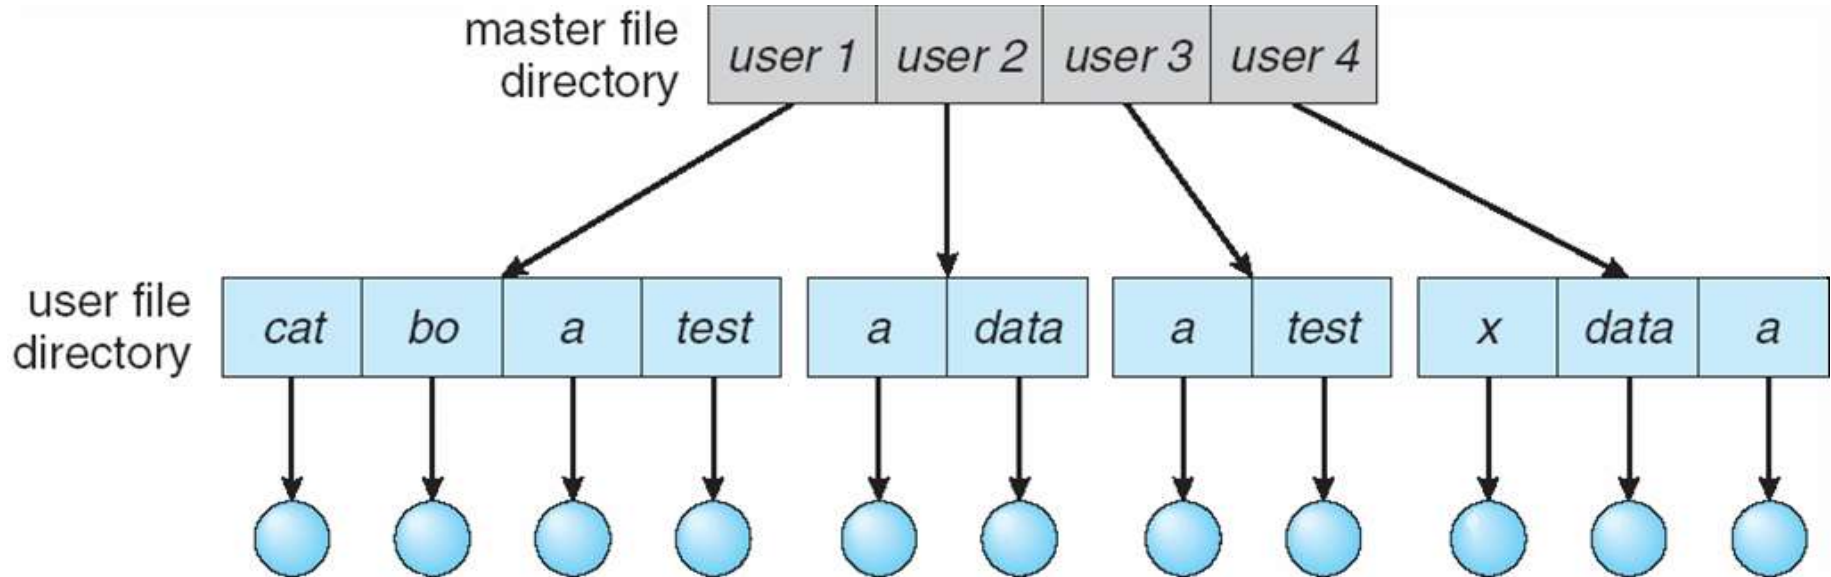 master file
directory
user 1 user 2 user 3 user 4
user file
directory
cat bo a test a data a test x data a